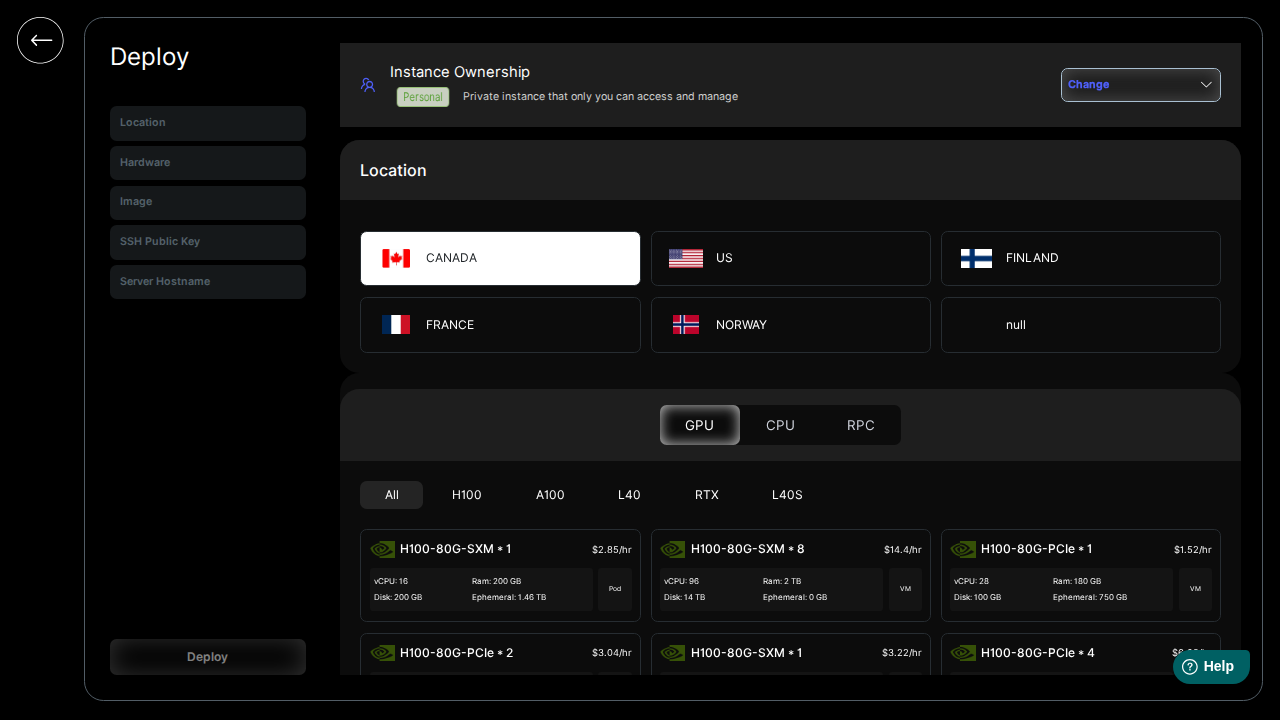 Deploy
Location
Hardware
Image
SSH Public Key
Server Hostname
Deploy
Instance Ownership
Personal Private instance that only you can access and manage
Change
Location
CANADA
US
FINLAND
FRANCE
NORWAY
null
GPU CPU RPC
All H100 A100 L40 RTX L40S
H100-80G-SXM * 1 $2.85/hr
vCPU: 16 Ram: 200 GB
Disk: 200 GB Ephemeral: 1.46 TB
Pod
H100-80G-SXM * 8 $14.4/hr
vCPU: 96 Ram: 2 TB
Disk: 14 TB Ephemeral: 0 GB
VM
H100-80G-PCIe * 1 $1.52/hr
vCPU: 28 Ram: 180 GB
Disk: 100 GB Ephemeral: 750 GB
VM
H100-80G-PCIe * 2 $3.04/hr
H100-80G-SXM * 1 $3.22/hr
H100-80G-PCIe * 4
Help